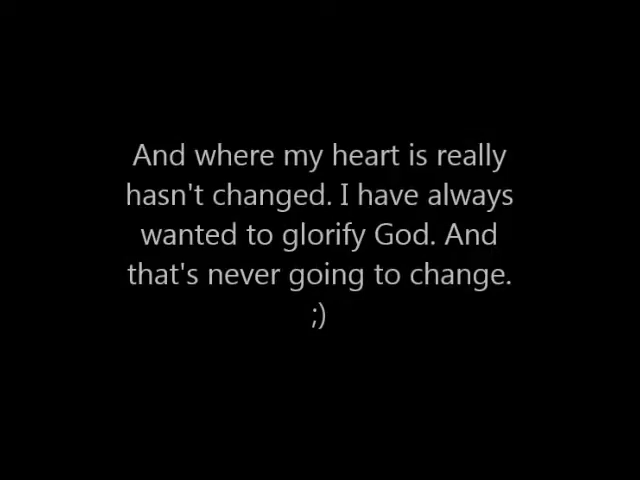 And where my heart is really
hasn't changed. I have always
wanted to glorify God. And
that's never going to change.
;)